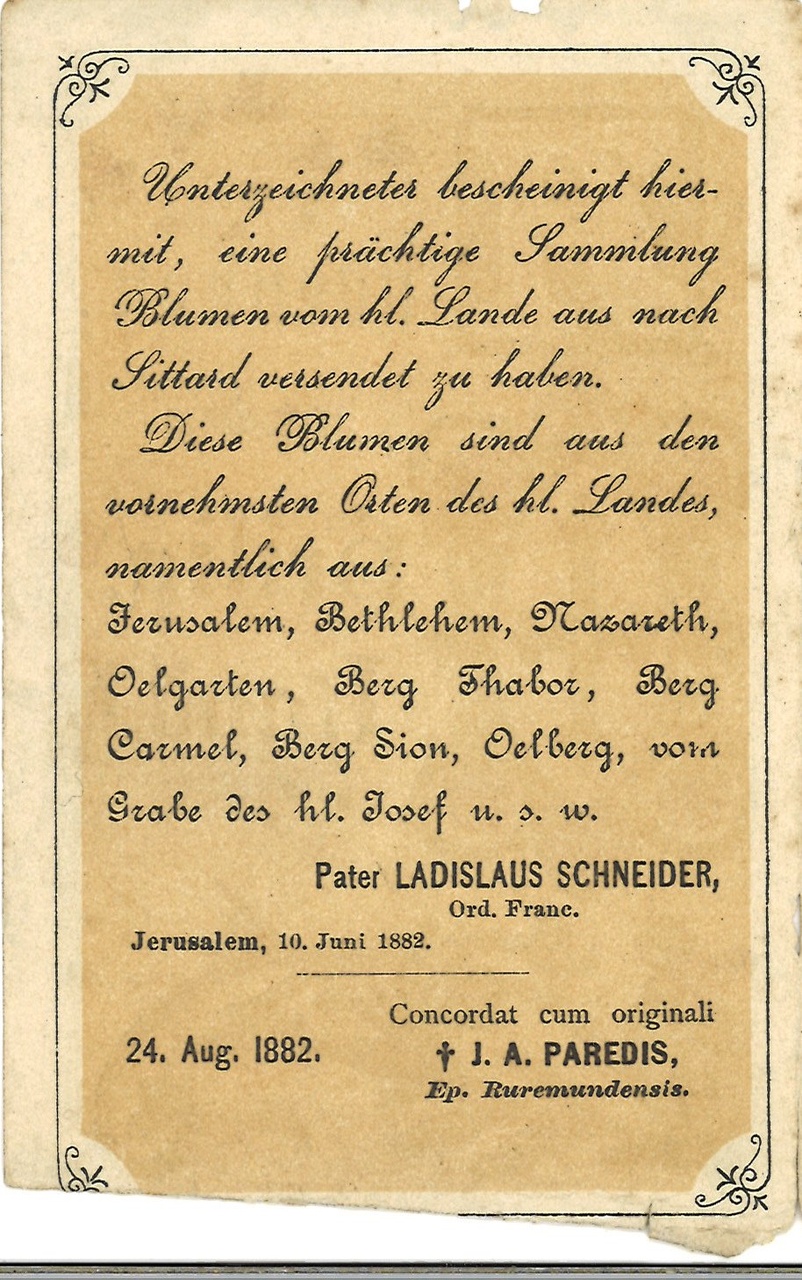 Unterzeichneter bescheinigt hier-
mit, eine prächtige Sammlung
Blumen vom hl. Lande aus nach
Sittard versendet zu haben.
Diese Blumen sind aus den
vornehmsten Orten des hl. Landes,
namentlich aus:
Jerusalem, Bethlehem, Nazareth,
Oelgarten, Berg Thabor, Berg
Carmel, Berg Sion, Oelberg, vom
Grabe des hl. Josef u. s. w.
Pater LADISLAUS SCHNEIDER,
Ord. Franc.
Jerusalem, 10. Juni 1882.
Concordat cum originali
24. Aug. 1882. † J. A. PAREDIS,
Ep. Ruremundensis.